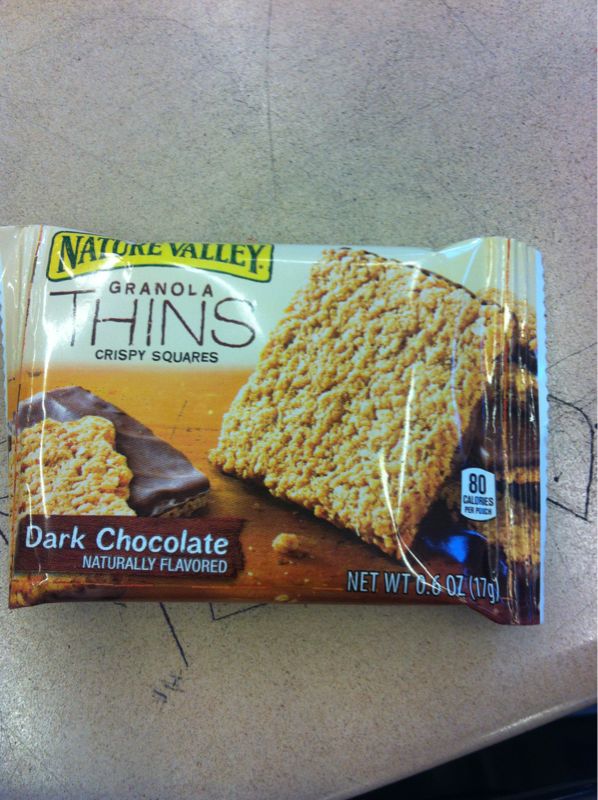 NATURE VALLEY
GRANOLA
THINS
CRISPY SQUARES
80
CALORIES
PER POUCH
Dark Chocolate
NATURALLY FLAVORED
NET WT 0.6 OZ (17g)